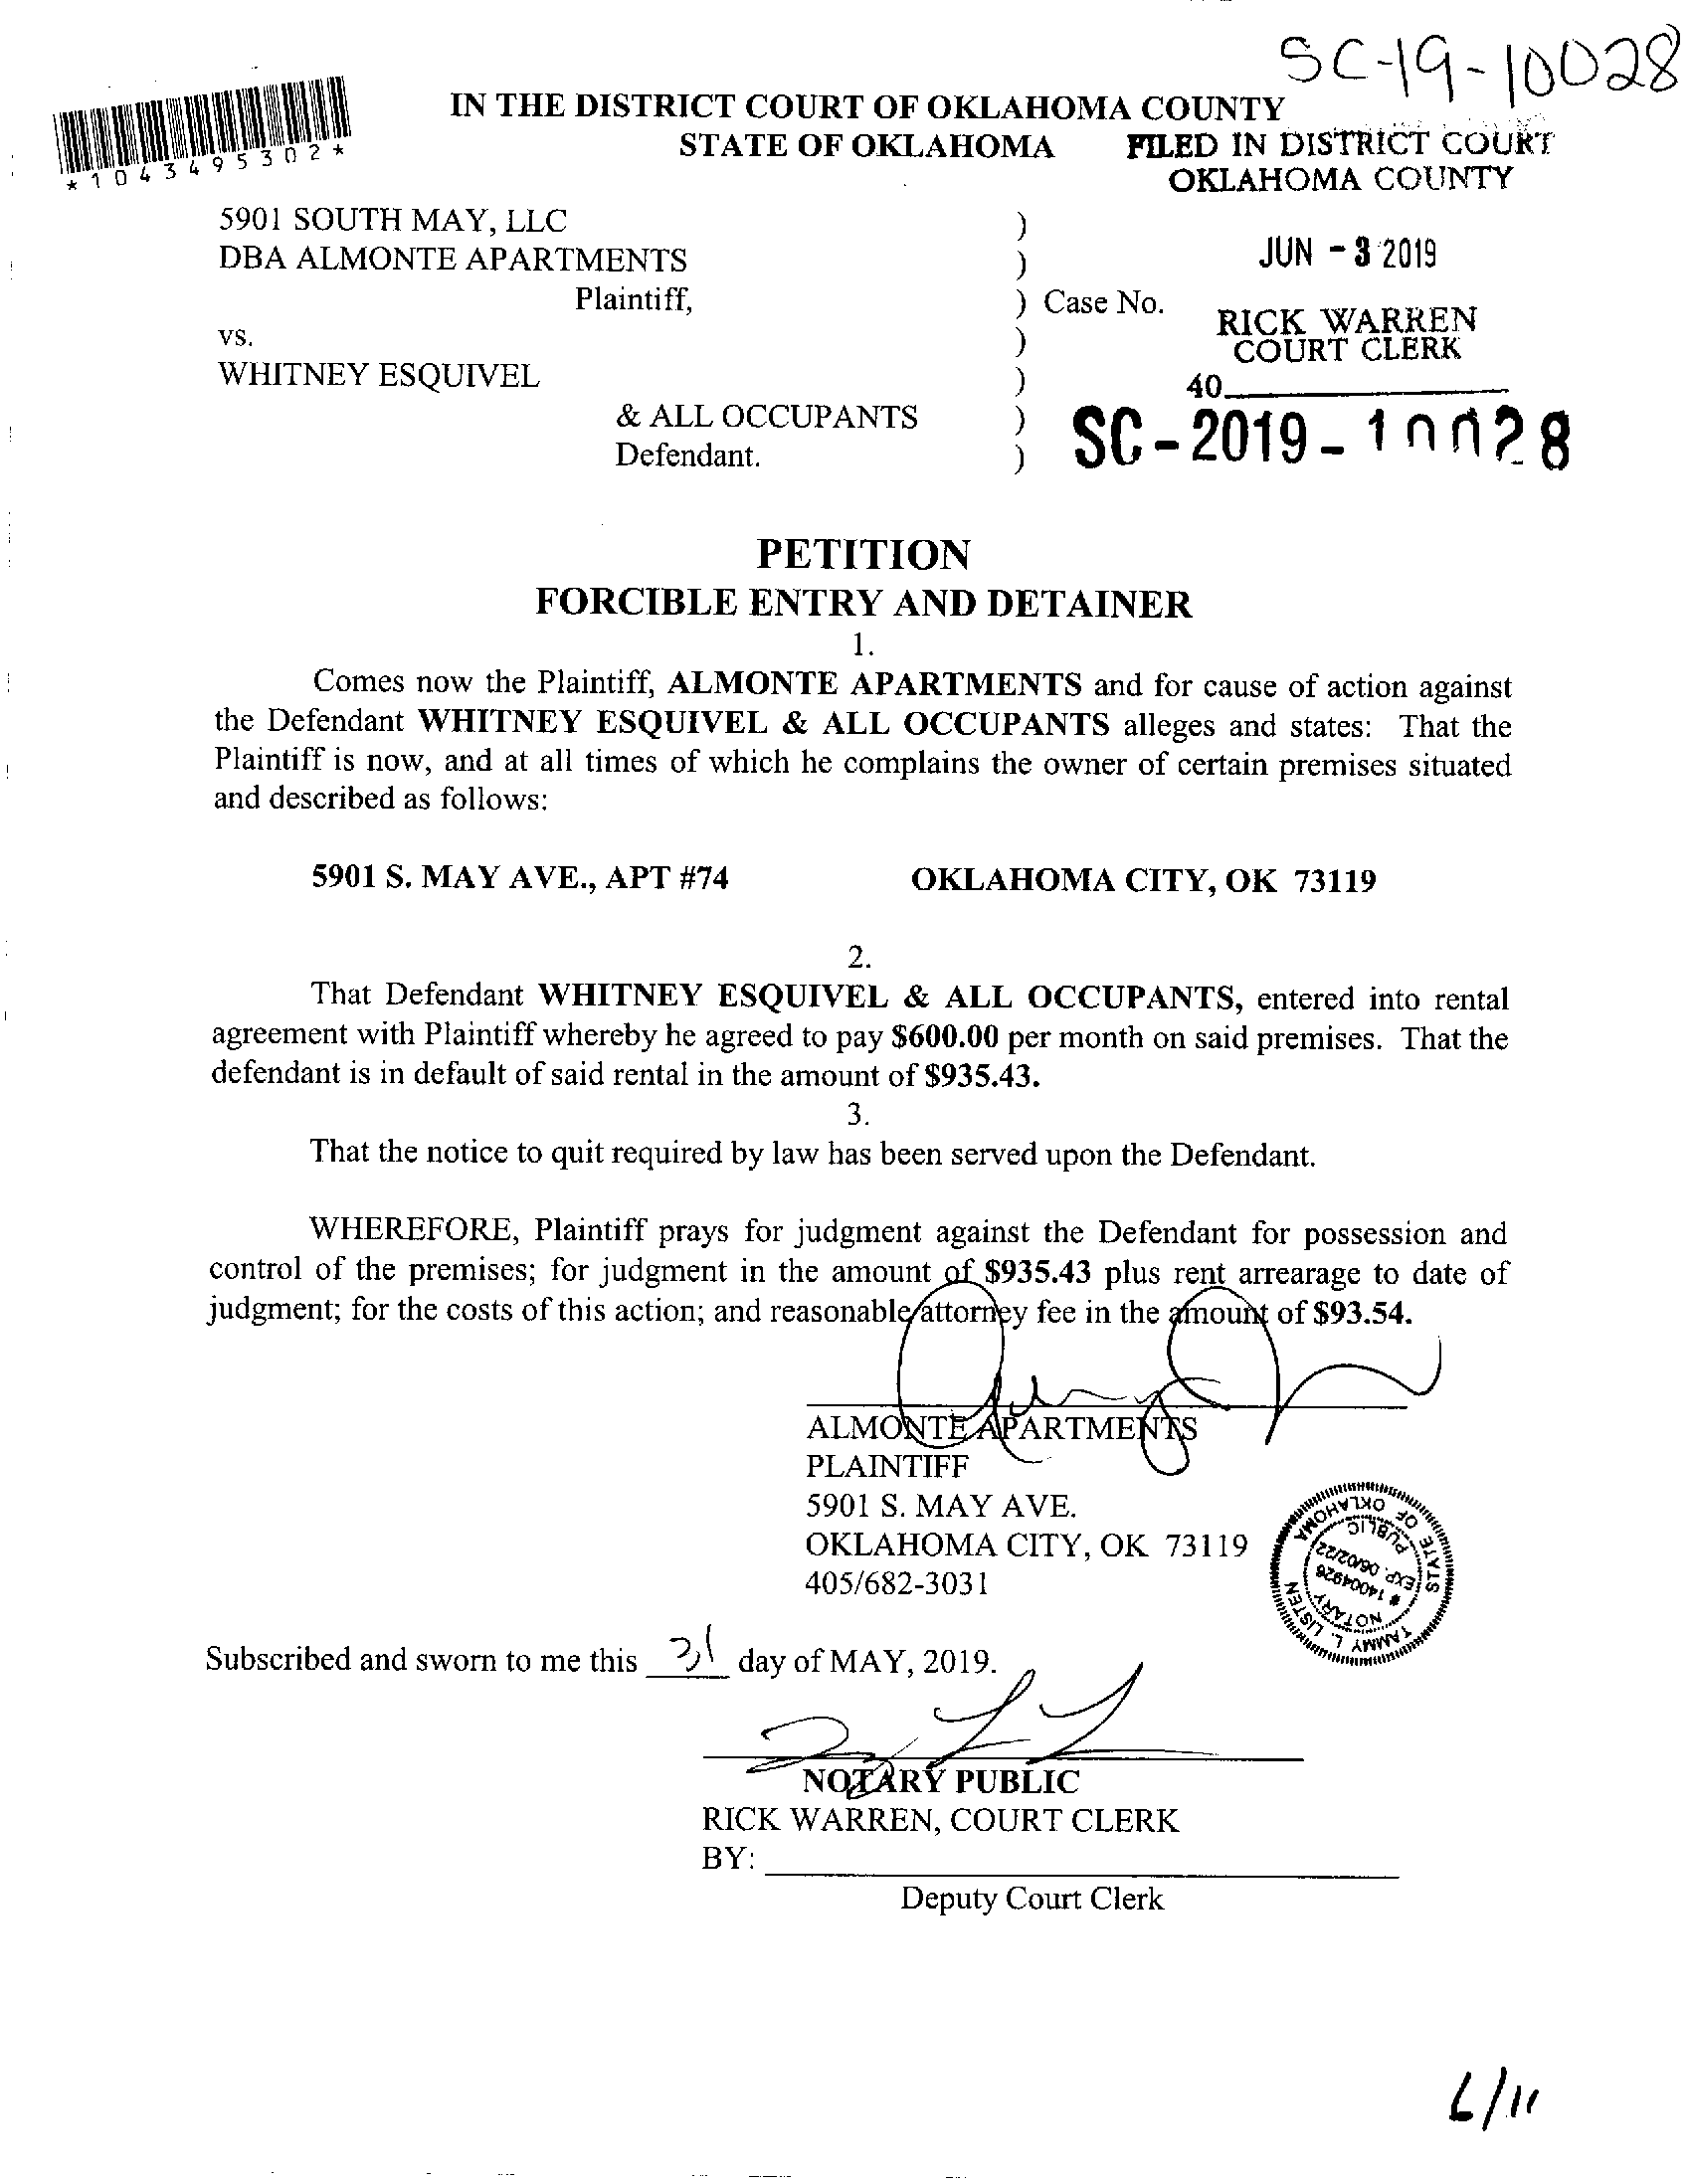 SC-19-10028
*1043495302*
IN THE DISTRICT COURT OF OKLAHOMA COUNTY
STATE OF OKLAHOMA
FILED IN DISTRICT COURT
OKLAHOMA COUNTY
5901 SOUTH MAY, LLC )
DBA ALMONTE APARTMENTS )
JUN - 3 2019
Plaintiff, ) Case No.
RICK WARREN
COURT CLERK
vs. )
WHITNEY ESQUIVEL )
40
& ALL OCCUPANTS )
Defendant. )
SC-2019-10028
PETITION
FORCIBLE ENTRY AND DETAINER
1.
Comes now the Plaintiff, ALMONTE APARTMENTS and for cause of action against
the Defendant WHITNEY ESQUIVEL & ALL OCCUPANTS alleges and states: That the
Plaintiff is now, and at all times of which he complains the owner of certain premises situated
and described as follows:
5901 S. MAY AVE., APT #74 OKLAHOMA CITY, OK 73119
2.
That Defendant WHITNEY ESQUIVEL & ALL OCCUPANTS, entered into rental
agreement with Plaintiff whereby he agreed to pay $600.00 per month on said premises. That the
defendant is in default of said rental in the amount of $935.43.
3.
That the notice to quit required by law has been served upon the Defendant.
WHEREFORE, Plaintiff prays for judgment against the Defendant for possession and
control of the premises; for judgment in the amount of $935.43 plus rent arrearage to date of
judgment; for the costs of this action; and reasonable attorney fee in the amount of $93.54.
ALMONTE APARTMENTS
PLAINTIFF
5901 S. MAY AVE.
OKLAHOMA CITY, OK 73119
405/682-3031
TAMMY L. LISTEN
STATE OF OKLAHOMA
NOTARY
# 14004926
EXP. 06/02/22
PUBLIC
Subscribed and sworn to me this 31 day of MAY, 2019.
NOTARY PUBLIC
RICK WARREN, COURT CLERK
BY:
Deputy Court Clerk
6/11